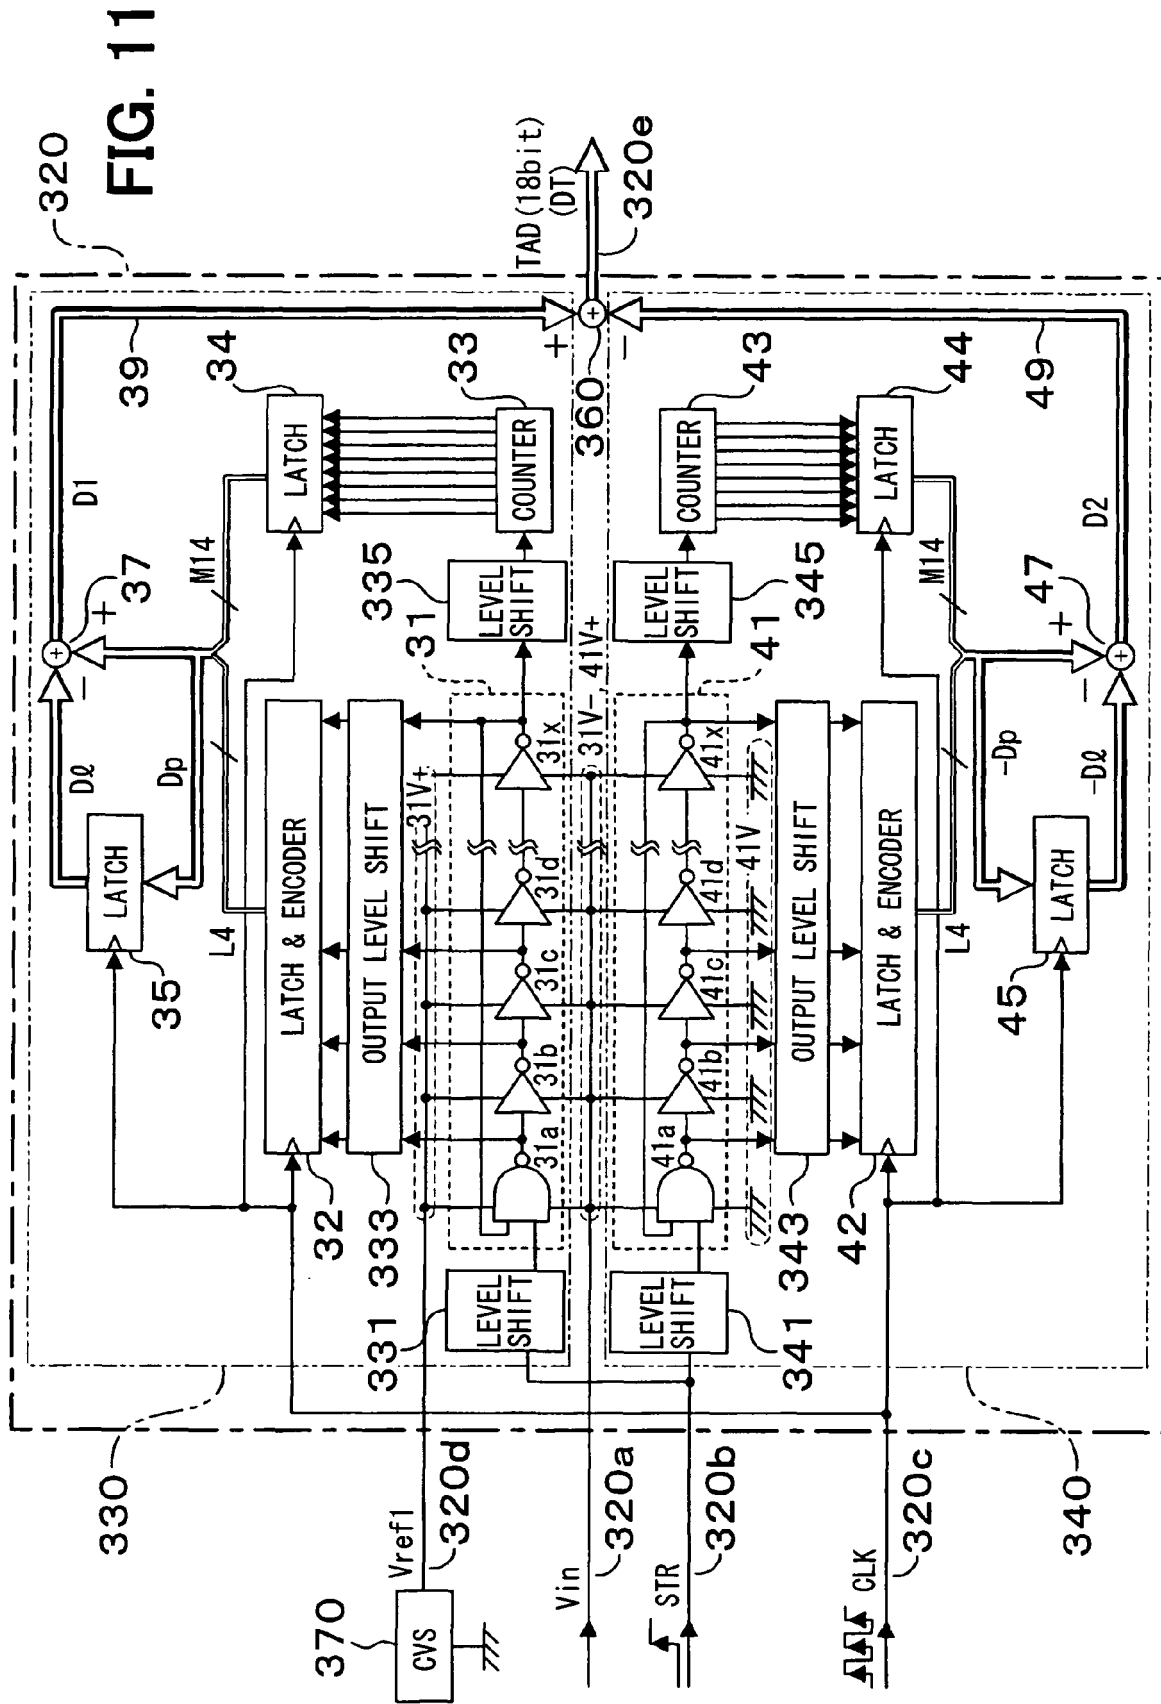 FIG. 11
320
TAD (18bit)
(DT)
320e
39
34
33
360
43
44
49
D1
LATCH
COUNTER
+
−
COUNTER
LATCH
D2
37
+
−
M14
335
LEVEL
SHIFT
31
41V+
31V−
LEVEL
SHIFT
345
41
M14
47
+
−
Dℓ
Dp
L4
LATCH
35
LATCH & ENCODER
OUTPUT LEVEL SHIFT
31V+
31x
31d
31c
31b
31a
41x
41d
41c
41b
41a
41V
OUTPUT LEVEL SHIFT
LATCH & ENCODER
L4
-Dp
-Dℓ
LATCH
45
32
333
331
LEVEL
SHIFT
LEVEL
SHIFT
341
343
42
330
340
Vref1
320d
370
CVS
Vin
320a
STR
320b
CLK
320c